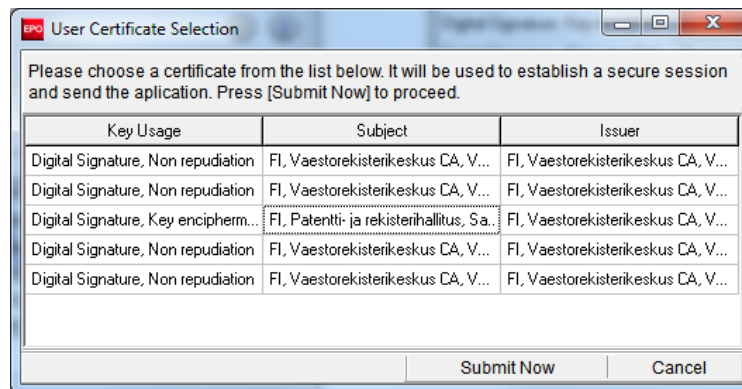 EPO User Certificate Selection
Please choose a certificate from the list below. It will be used to establish a secure session
and send the aplication. Press [Submit Now] to proceed.
Key Usage Subject Issuer
Digital Signature, Non repudiation FI, Vaestorekisterikeskus CA, V... FI, Vaestorekisterikeskus CA, V...
Digital Signature, Non repudiation FI, Vaestorekisterikeskus CA, V... FI, Vaestorekisterikeskus CA, V...
Digital Signature, Key encipherm... FI, Patentti- ja rekisterihallitus, Sa.. FI, Vaestorekisterikeskus CA, V...
Digital Signature, Non repudiation FI, Vaestorekisterikeskus CA, V... FI, Vaestorekisterikeskus CA, V...
Digital Signature, Non repudiation FI, Vaestorekisterikeskus CA, V... FI, Vaestorekisterikeskus CA, V...
Submit Now Cancel